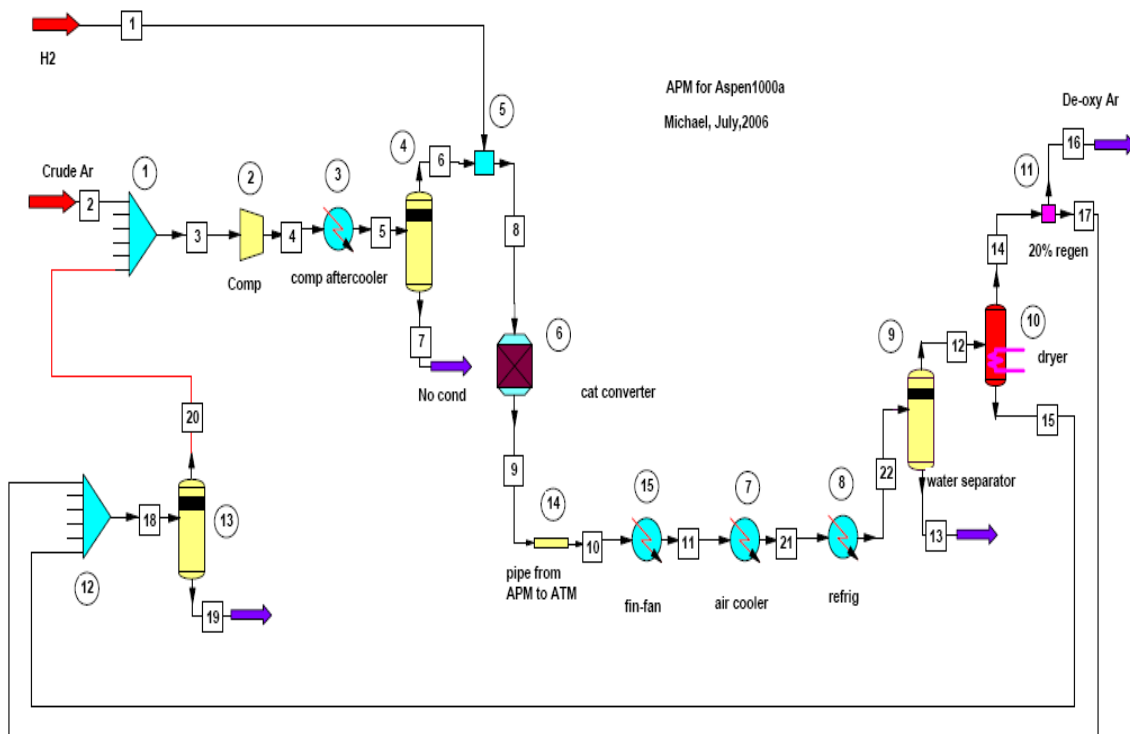 1
H2
APM for Aspen1000a
Michael, July,2006
De-oxy Ar
16
5
4
6
11
17
Crude Ar
2
1
2
3
3
4
5
8
14
20% regen
Comp
comp aftercooler
7
No cond
6
cat converter
9
12
10
dryer
15
20
9
22
water separator
18
13
14
15
7
8
10
11
21
13
12
pipe from
APM to ATM
fin-fan
air cooler
refrig
19